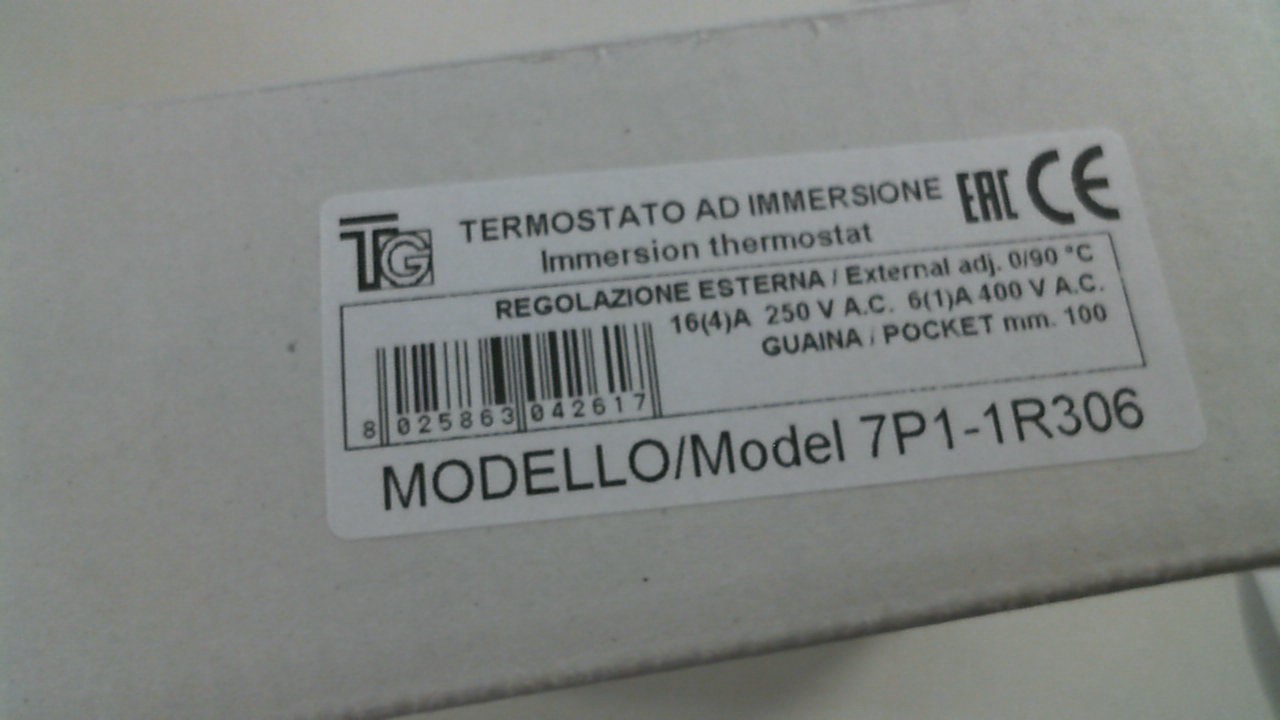 TG
TERMOSTATO AD IMMERSIONE
Immersion thermostat
EAC CE
REGOLAZIONE ESTERNA / External adj. 0/90 °C
16(4)A 250 V A.C. 6(1)A 400 V A.C.
GUAINA / POCKET mm. 100
8 025863 042617
MODELLO/Model 7P1-1R306